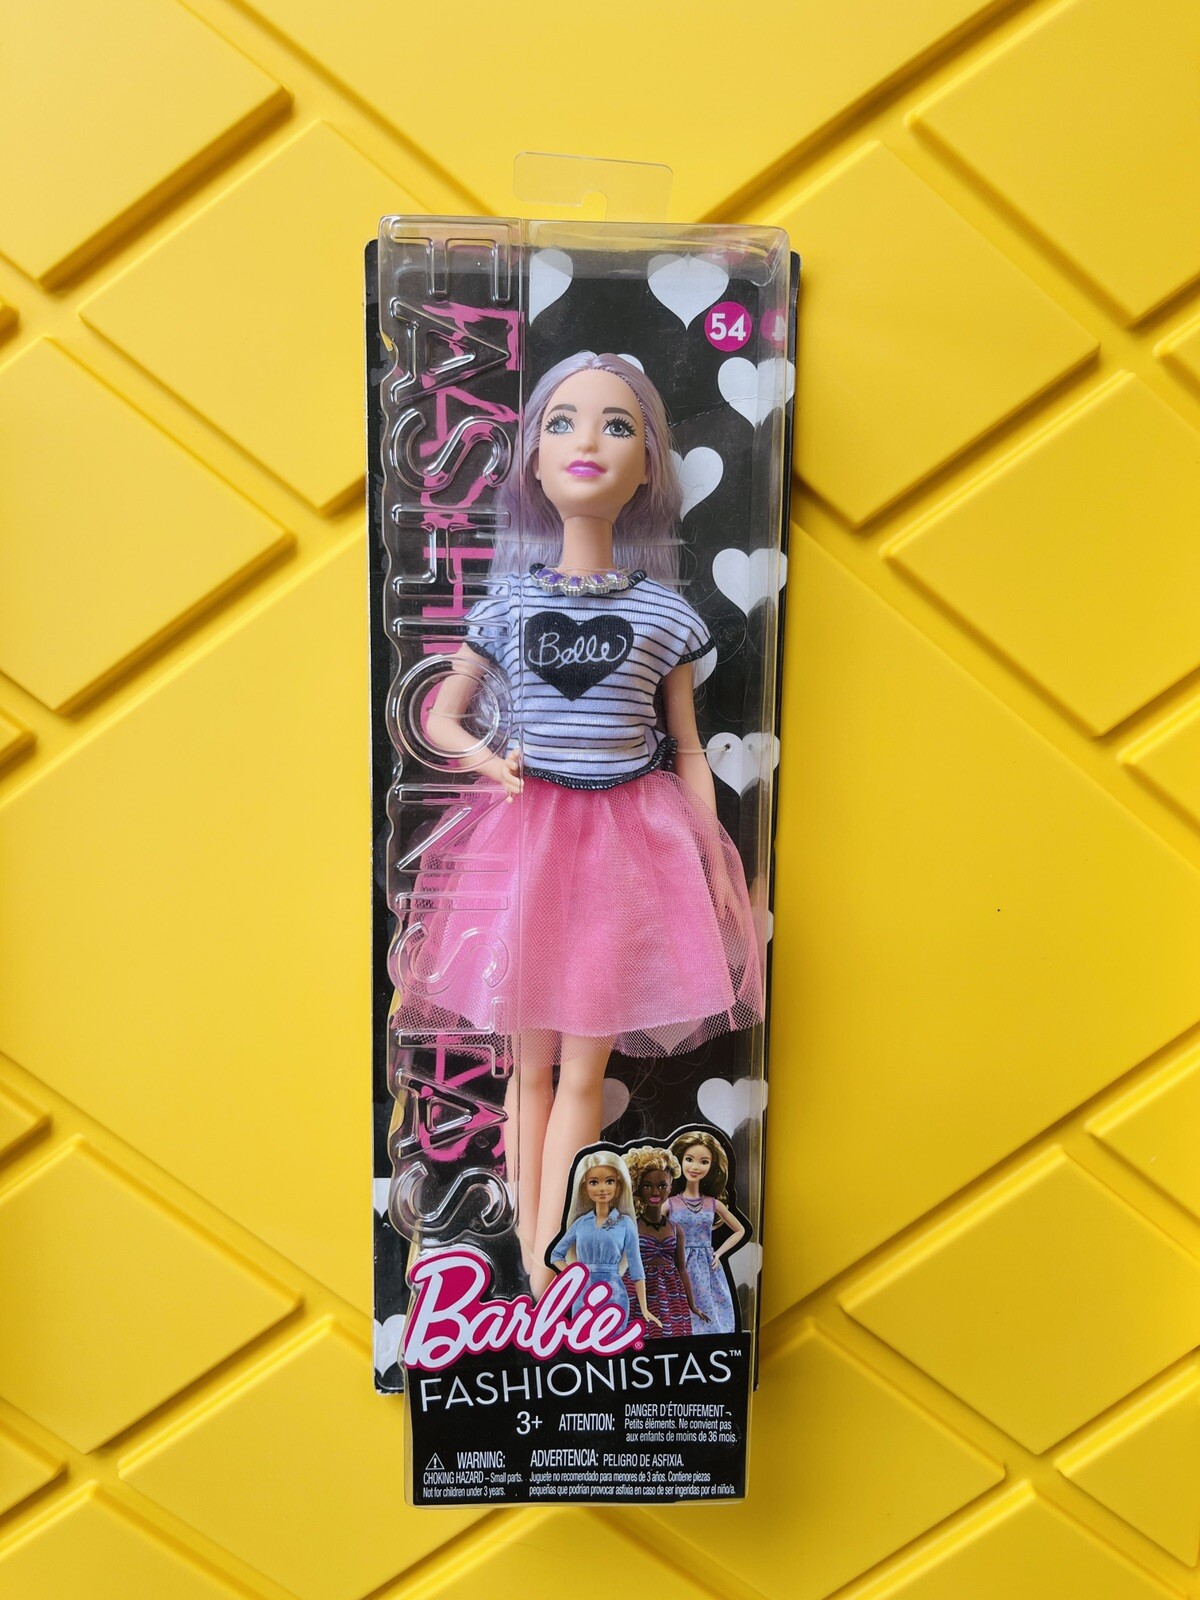 FASHIONISTAS
FASHIONISTAS
54
Belle
Barbie®
FASHIONISTAS™
3+
ATTENTION:
DANGER D'ÉTOUFFEMENT –
Petits éléments. Ne convient pas
aux enfants de moins de 36 mois.
WARNING:
CHOKING HAZARD – Small parts.
Not for children under 3 years.
ADVERTENCIA: PELIGRO DE ASFIXIA.
Juguete no recomendado para menores de 3 años. Contiene piezas
pequeñas que podrían provocar asfixia en caso de ser ingeridas por el niño/a.